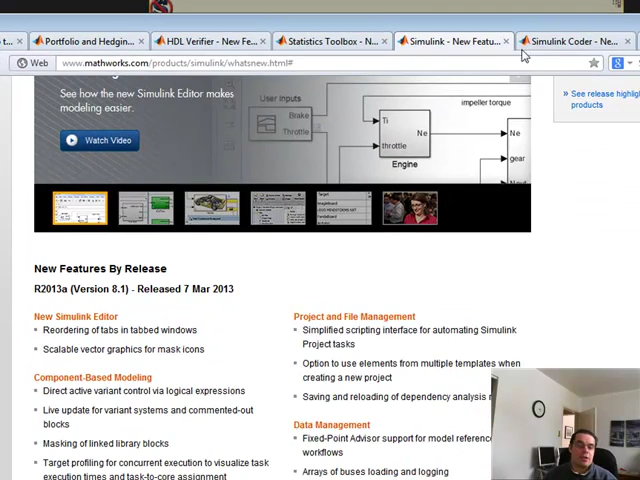 Portfolio and Hedgin...
HDL Verifier - New Fe...
Statistics Toolbox - New...
Simulink - New Featu...
Simulink Coder - Ne...
www.mathworks.com/products/simulink/whatsnew.html#
See how the new Simulink Editor makes
modeling easier.
Watch Video
User Inputs
Brake
Throttle
Ti
throttle
Ne
Engine
impeller torque
Ne
gear
» See release highlig
products
New Features By Release
R2013a (Version 8.1) - Released 7 Mar 2013
New Simulink Editor
Reordering of tabs in tabbed windows
Scalable vector graphics for mask icons
Component-Based Modeling
Direct active variant control via logical expressions
Live update for variant systems and commented-out
blocks
Masking of linked library blocks
Target profiling for concurrent execution to visualize task
execution times and task-to-core assignment
Project and File Management
Simplified scripting interface for automating Simulink
Project tasks
Option to use elements from multiple templates when
creating a new project
Saving and reloading of dependency analysis
Data Management
Fixed-Point Advisor support for model reference
workflows
Arrays of buses loading and logging